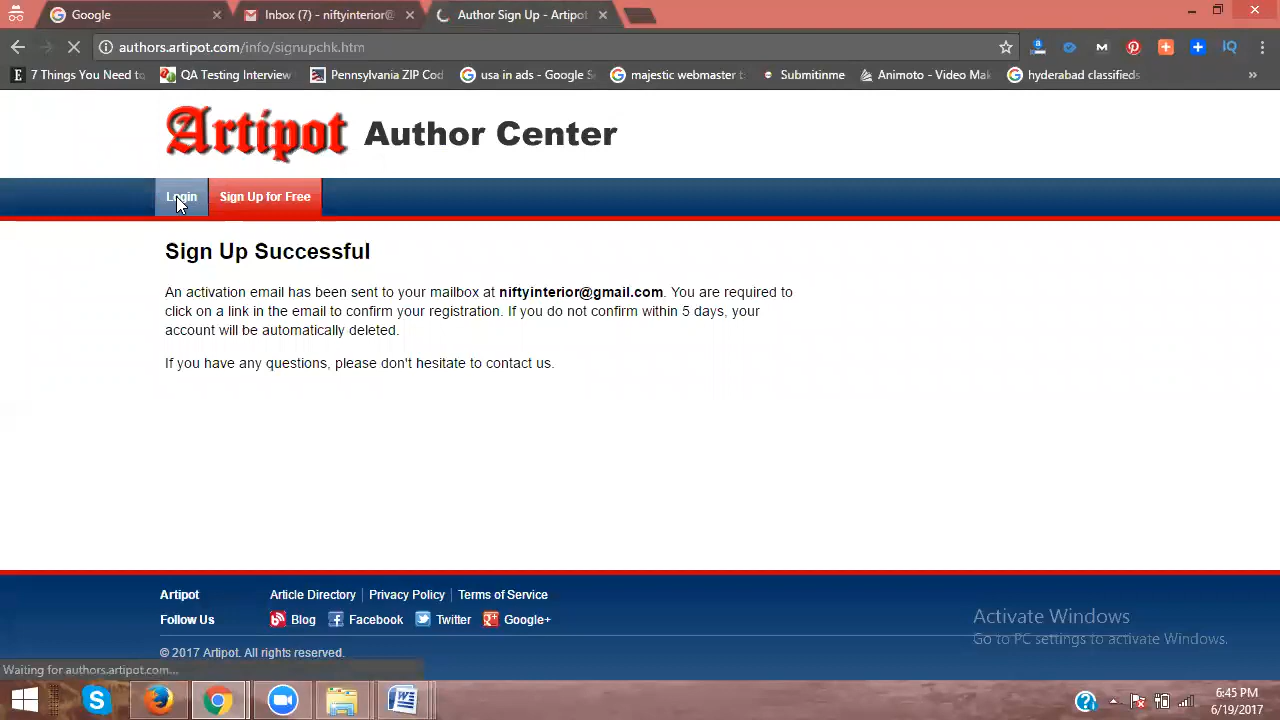 Google
Inbox (7) - niftyinterior@
Author Sign Up - Artipot
authors.artipot.com/info/signupchk.htm
7 Things You Need to
QA Testing Interview
Pennsylvania ZIP Cod
usa in ads - Google S
majestic webmaster t
Submitinme
Animoto - Video Mak
hyderabad classifieds
»
Artipot Author Center
Login
Sign Up for Free
Sign Up Successful
An activation email has been sent to your mailbox at niftyinterior@gmail.com. You are required to
click on a link in the email to confirm your registration. If you do not confirm within 5 days, your
account will be automatically deleted.
If you have any questions, please don't hesitate to contact us.
Artipot
Article Directory | Privacy Policy | Terms of Service
Follow Us
Blog
Facebook
Twitter
Google+
Activate Windows
Go to PC settings to activate Windows.
© 2017 Artipot. All rights reserved.
Waiting for authors.artipot.com...
6:45 PM
6/19/2017